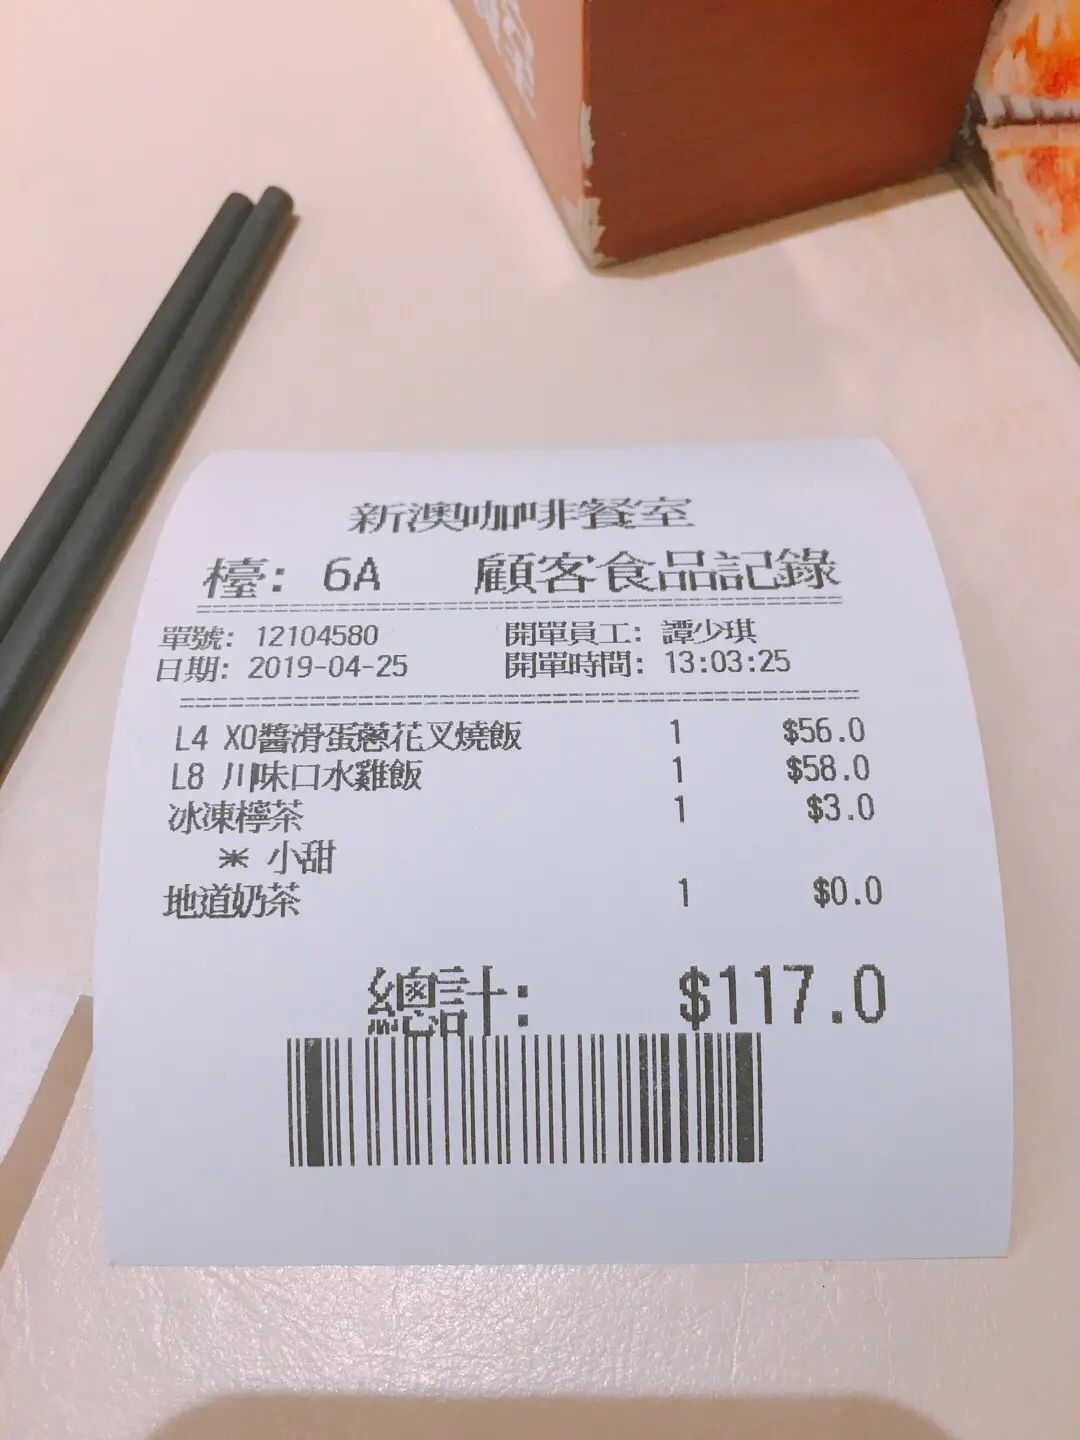 新澳咖啡餐室
檯: 6A 顧客食品記錄
單號: 12104580 開單員工: 譚少琪
日期: 2019-04-25 開單時間: 13:03:25
L4 XO醬滑蛋蔥花叉燒飯 1 $56.0
L8 川味口水雞飯 1 $58.0
冰凍檸茶 1 $3.0
* 小甜
地道奶茶 1 $0.0
總計: $117.0